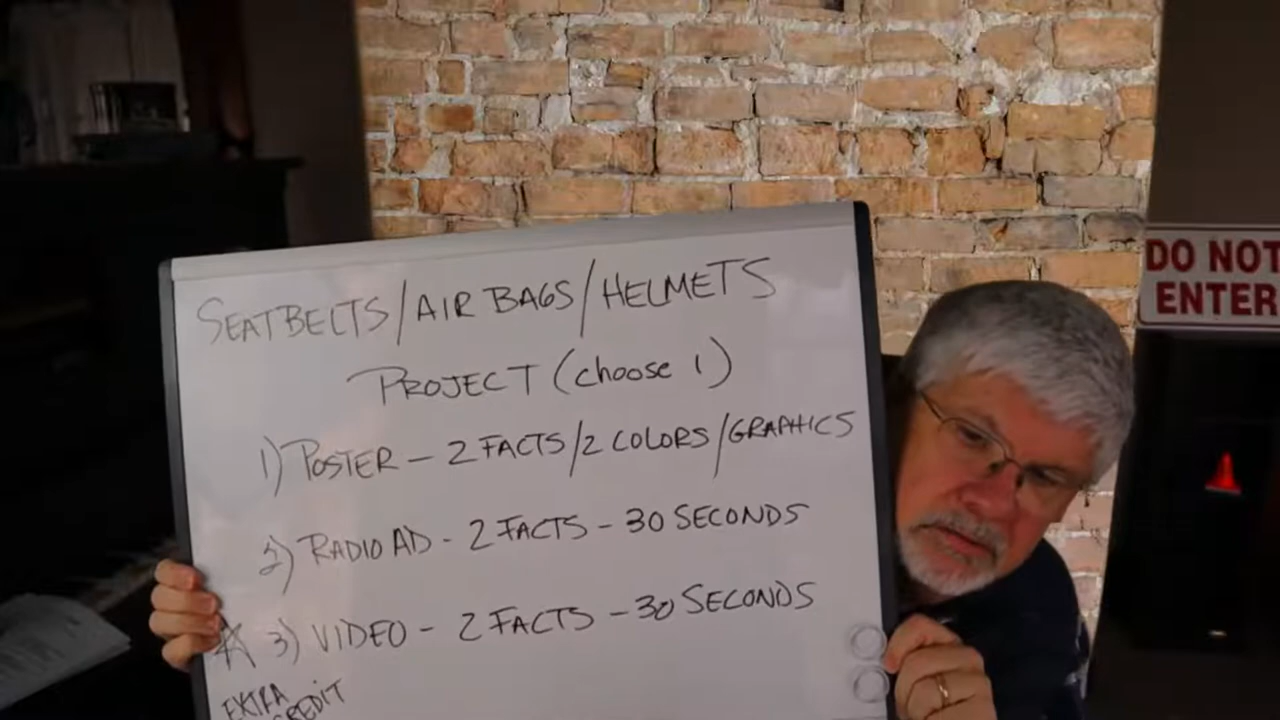 SEATBELTS/AIR BAGS/HELMETS
PROJECT (choose 1)
1) POSTER – 2 FACTS/2 COLORS/GRAPHICS
2) RADIO AD - 2 FACTS - 30 SECONDS
☆ 3) VIDEO - 2 FACTS - 30 SECONDS
EXTRA
CREDIT
DO NOT
ENTER